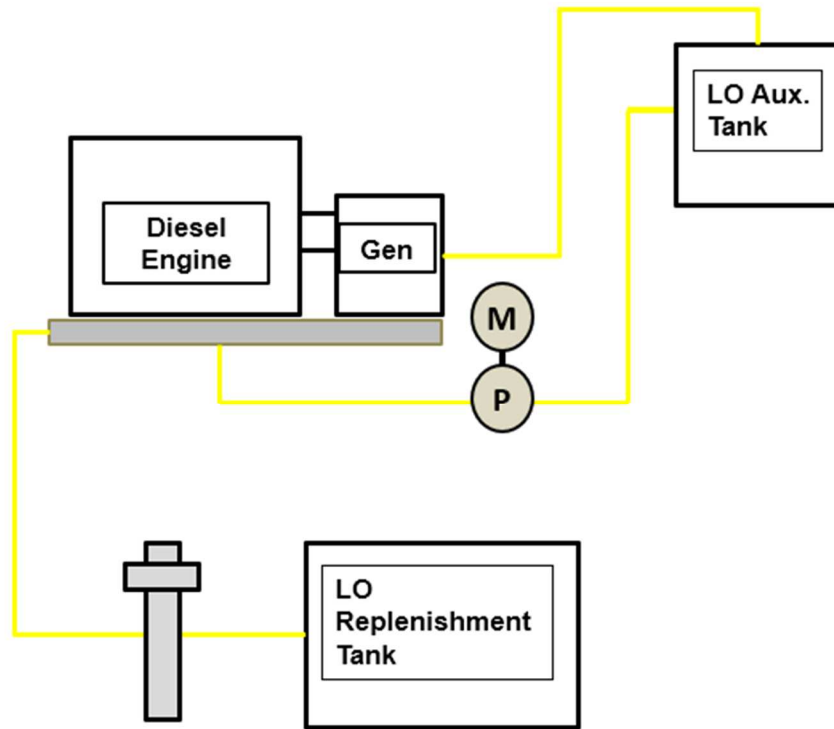 LO Aux.
Tank
Diesel
Engine
Gen
M
P
LO
Replenishment
Tank